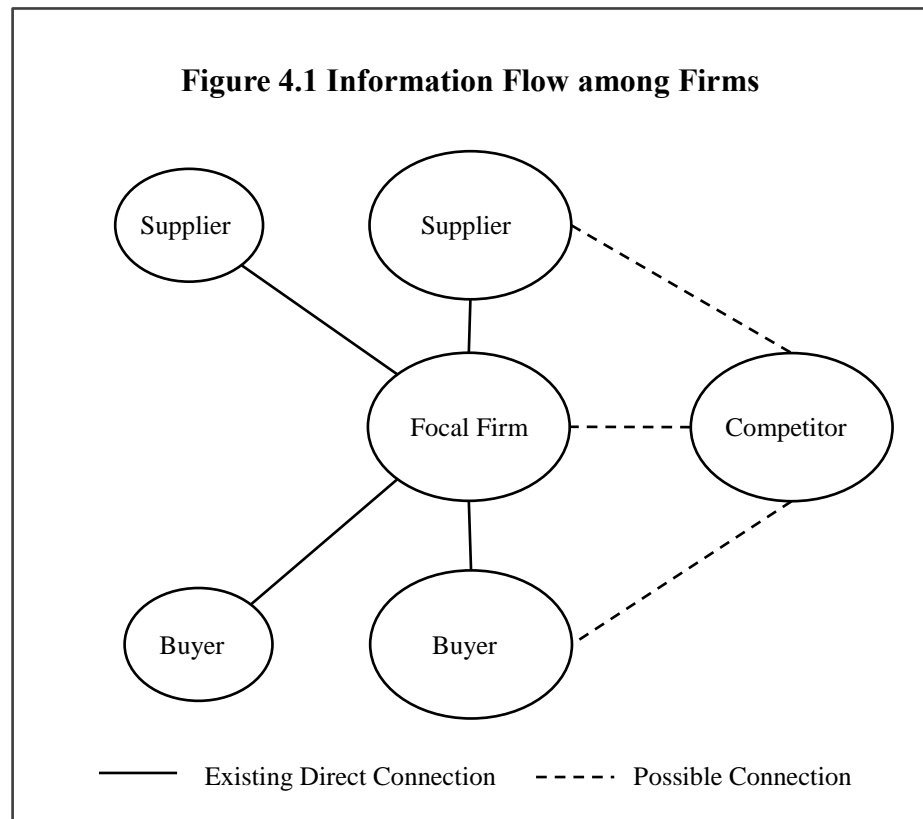 Figure 4.1 Information Flow among Firms
Supplier
Supplier
Focal Firm
Competitor
Buyer
Buyer
Existing Direct Connection
Possible Connection